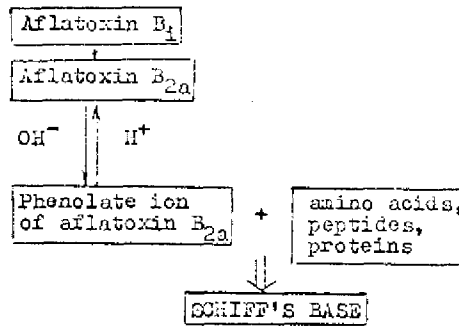 Aflatoxin B1
Aflatoxin B2a
OH⁻ H⁺
Phenolate ion
of aflatoxin B2a
+
amino acids,
peptides,
proteins
SCHIFF'S BASE